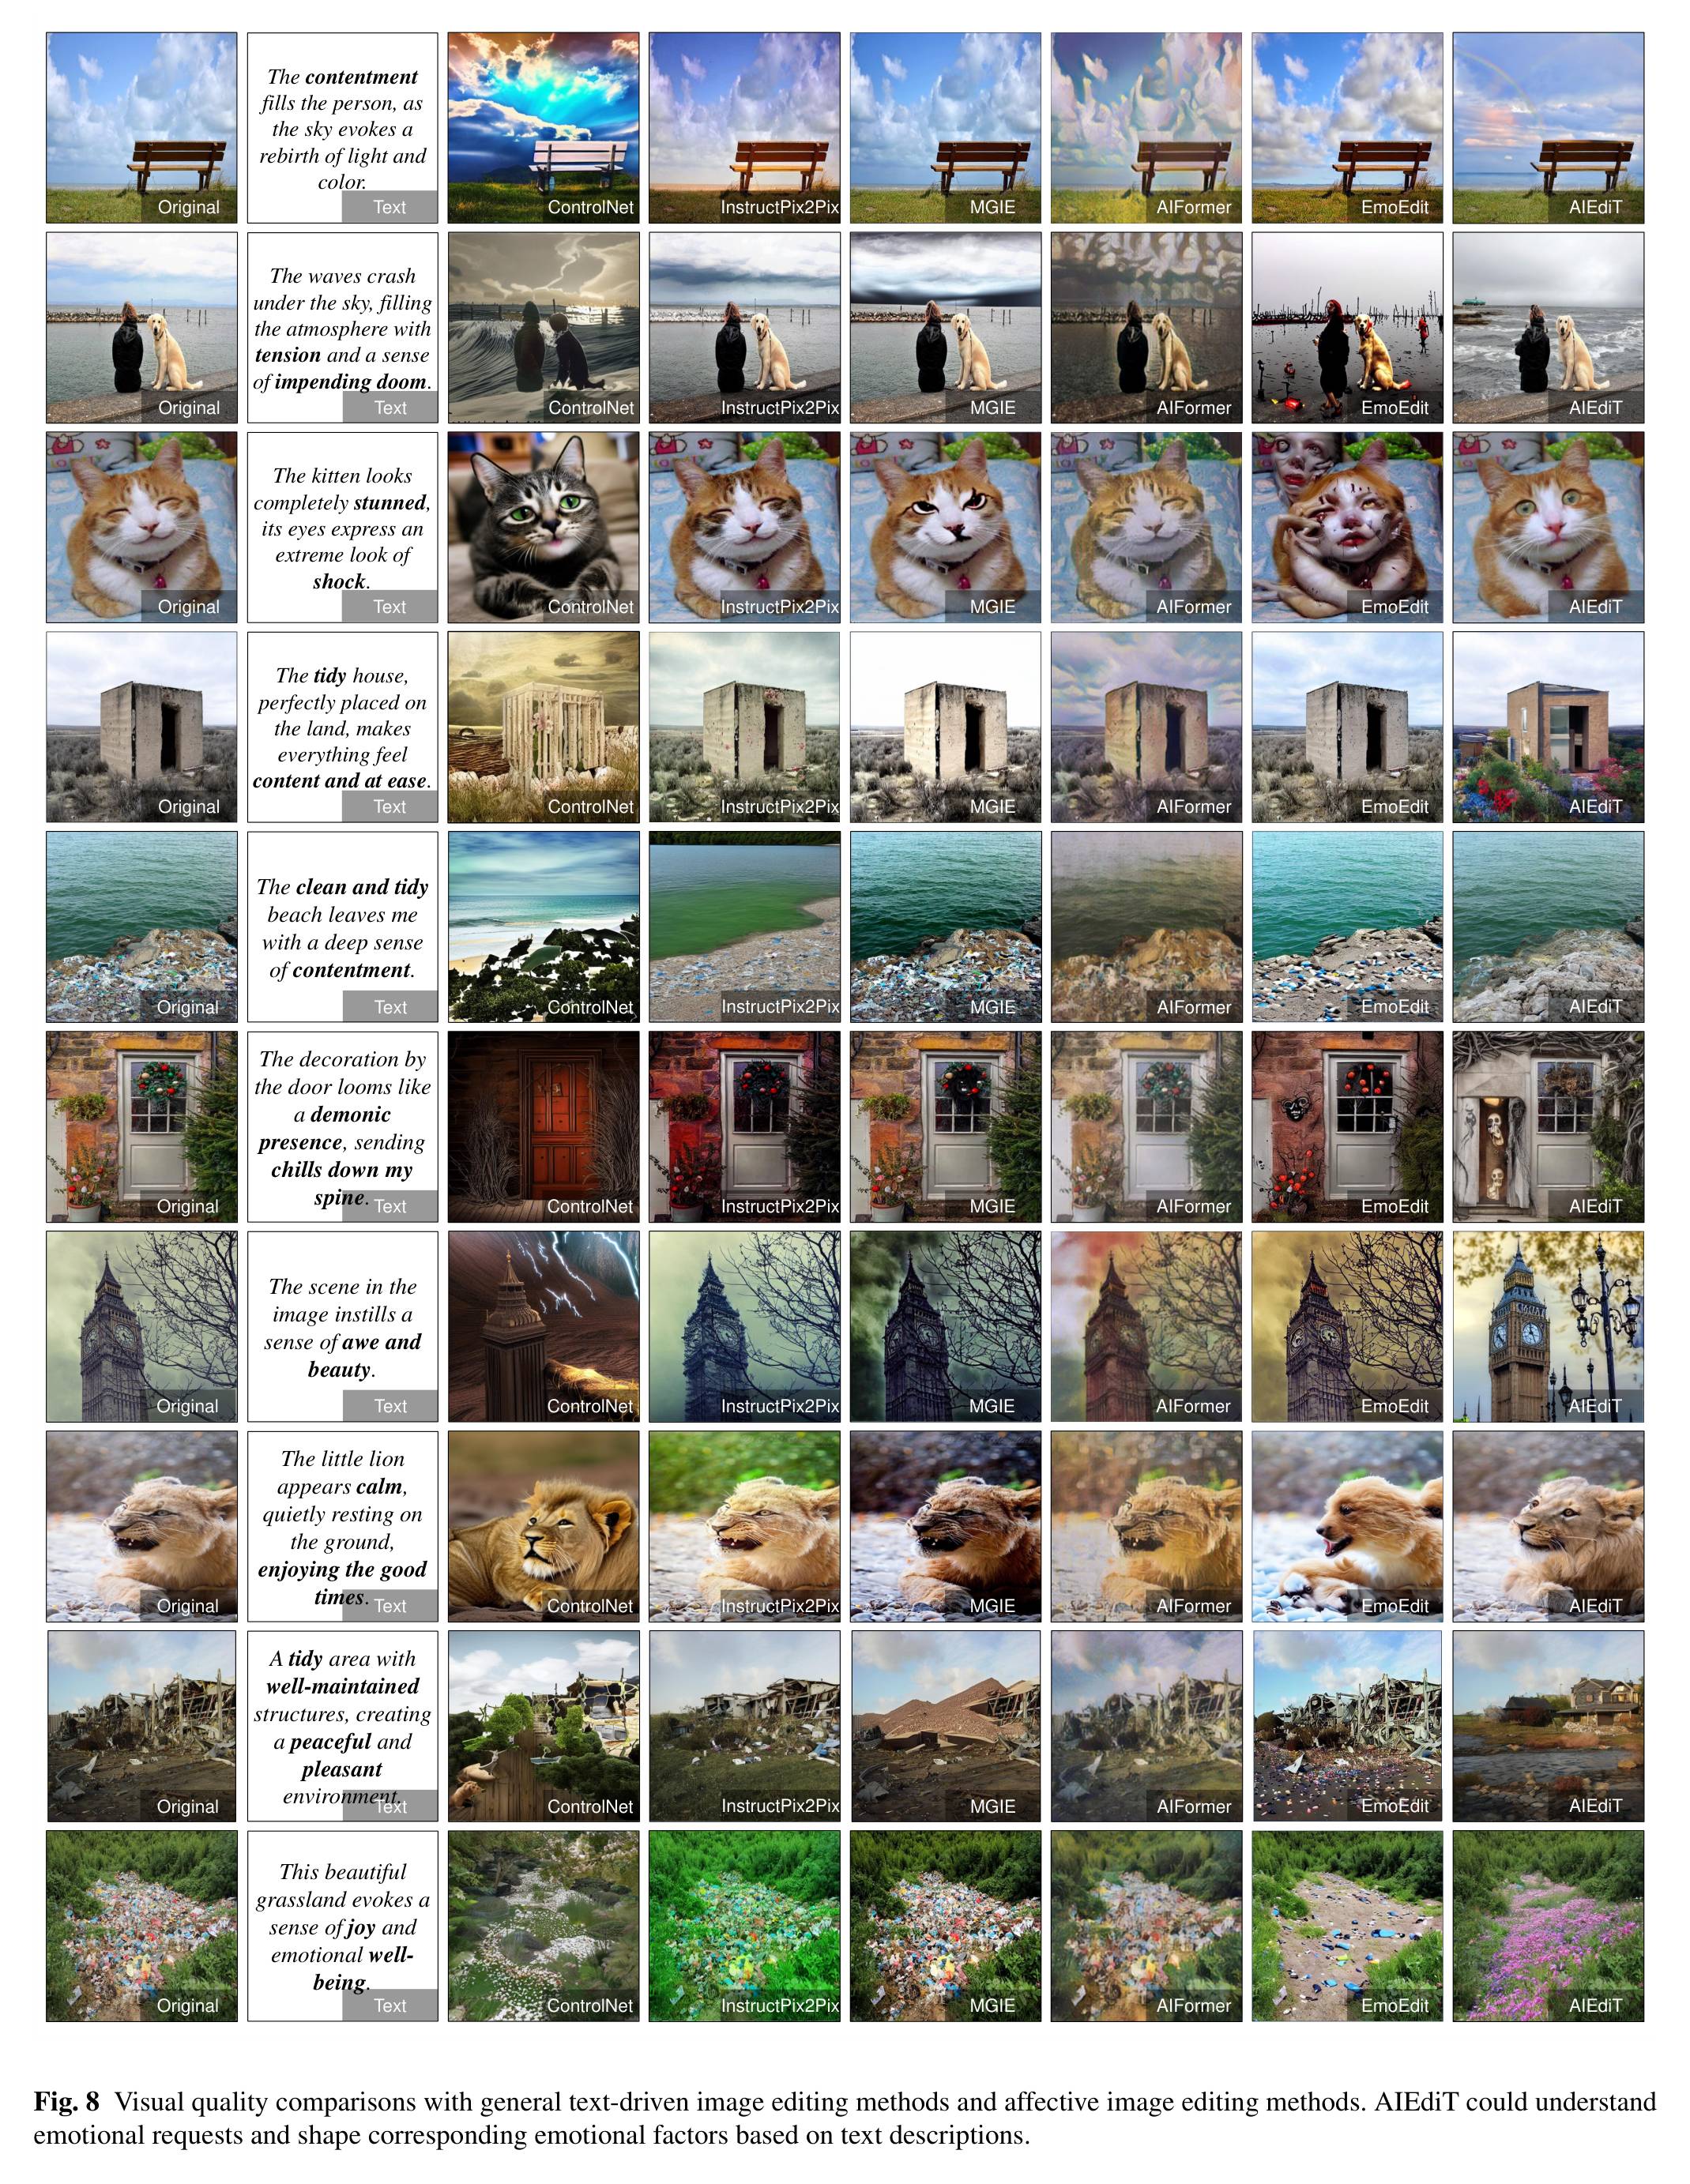 The contentment
fills the person, as
the sky evokes a
rebirth of light and
color.
Original
Text
ControlNet
InstructPix2Pix
MGIE
AIFormer
EmoEdit
AIEdiT
The waves crash
under the sky, filling
the atmosphere with
tension and a sense
of impending doom.
Original
Text
ControlNet
InstructPix2Pix
MGIE
AIFormer
EmoEdit
AIEdiT
The kitten looks
completely stunned,
its eyes express an
extreme look of
shock.
Original
Text
ControlNet
InstructPix2Pix
MGIE
AIFormer
EmoEdit
AIEdiT
The tidy house,
perfectly placed on
the land, makes
everything feel
content and at ease.
Original
Text
ControlNet
InstructPix2Pix
MGIE
AIFormer
EmoEdit
AIEdiT
The clean and tidy
beach leaves me
with a deep sense
of contentment.
Original
Text
ControlNet
InstructPix2Pix
MGIE
AIFormer
EmoEdit
AIEdiT
The decoration by
the door looms like
a demonic
presence, sending
chills down my
spine.
Original
Text
ControlNet
InstructPix2Pix
MGIE
AIFormer
EmoEdit
AIEdiT
The scene in the
image instills a
sense of awe and
beauty.
Original
Text
ControlNet
InstructPix2Pix
MGIE
AIFormer
EmoEdit
AIEdiT
The little lion
appears calm,
quietly resting on
the ground,
enjoying the good
times.
Original
Text
ControlNet
InstructPix2Pix
MGIE
AIFormer
EmoEdit
AIEdiT
A tidy area with
well-maintained
structures, creating
a peaceful and
pleasant
environment.
Original
Text
ControlNet
InstructPix2Pix
MGIE
AIFormer
EmoEdit
AIEdiT
This beautiful
grassland evokes a
sense of joy and
emotional well-
being.
Original
Text
ControlNet
InstructPix2Pix
MGIE
AIFormer
EmoEdit
AIEdiT
Fig. 8 Visual quality comparisons with general text-driven image editing methods and affective image editing methods. AIEdiT could understand
emotional requests and shape corresponding emotional factors based on text descriptions.